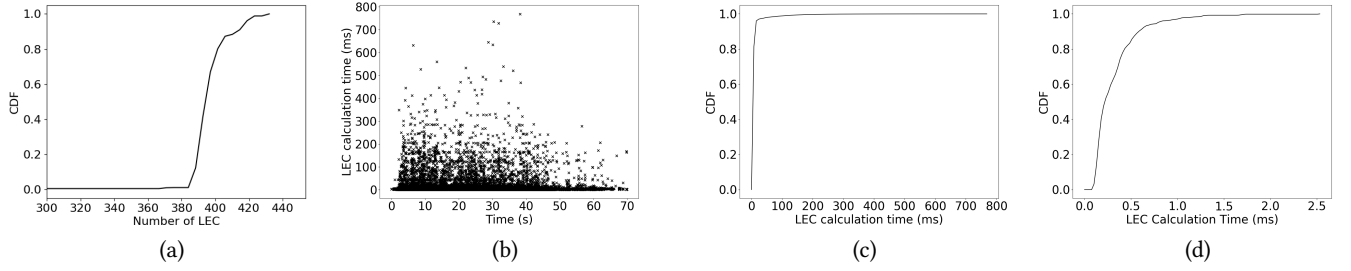 1.0
0.8
0.6
0.4
0.2
0.0
CDF
300 320 340 360 380 400 420 440
Number of LEC
(a)
800
700
600
500
400
300
200
100
0
LEC calculation time (ms)
0 10 20 30 40 50 60 70
Time (s)
(b)
1.0
0.8
0.6
0.4
0.2
0.0
CDF
0 100 200 300 400 500 600 700 800
LEC calculation time (ms)
(c)
1.0
0.8
0.6
0.4
0.2
0.0
CDF
0.0 0.5 1.0 1.5 2.0 2.5
LEC Calculation Time (ms)
(d)